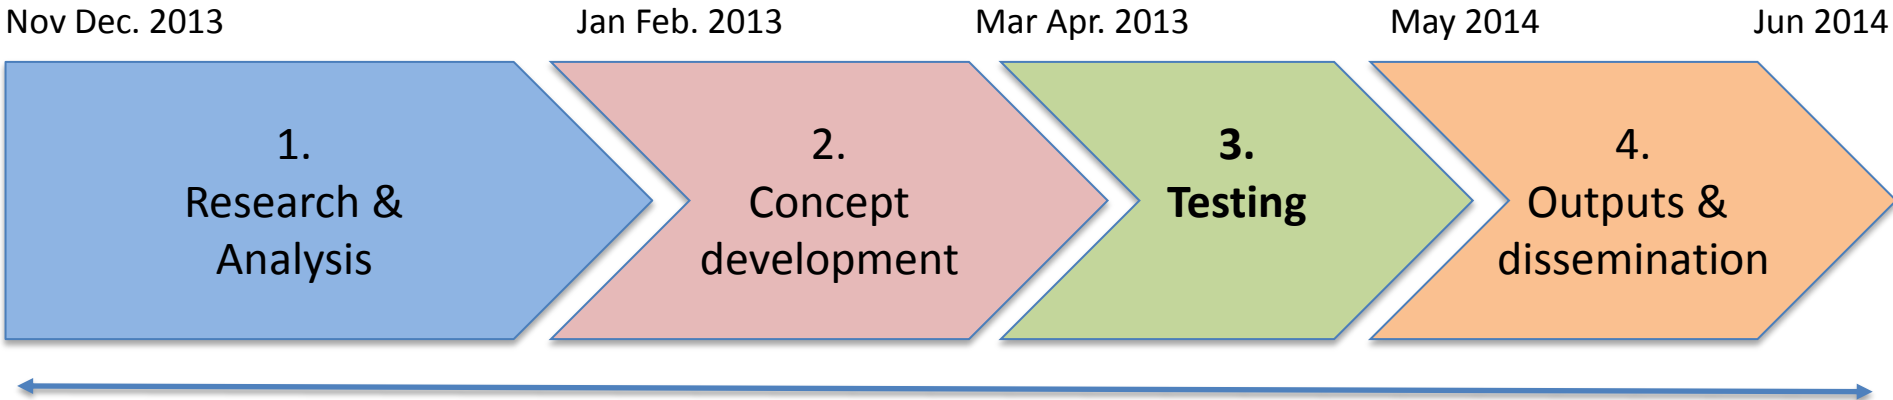 Nov Dec. 2013
Jan Feb. 2013
Mar Apr. 2013
May 2014
Jun 2014
1.
Research &
Analysis
2.
Concept
development
3.
Testing
4.
Outputs &
dissemination